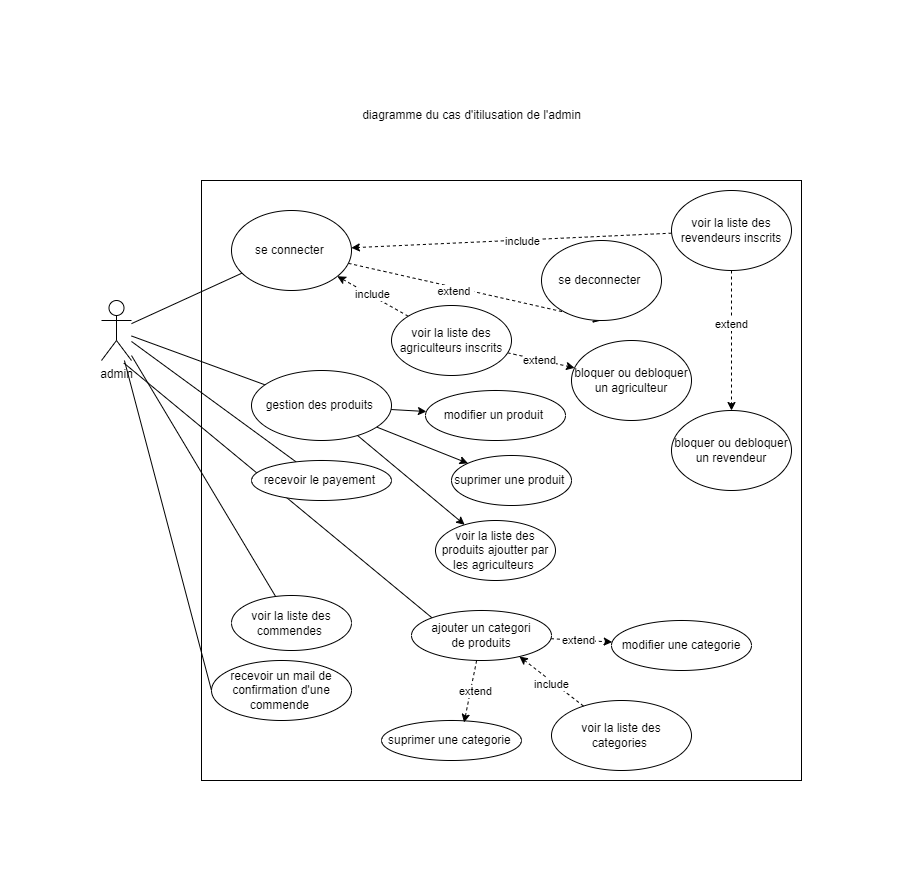 diagramme du cas d'itilusation de l'admin
voir la liste des
revendeurs inscrits
se connecter
include
se deconnecter
extend
include
voir la liste des
agriculteurs inscrits
extend
extend
bloquer ou debloquer
un agriculteur
admin
gestion des produits
modifier un produit
bloquer ou debloquer
un revendeur
recevoir le payement
suprimer une produit
voir la liste des
produits ajoutter par
les agriculteurs
voir la liste des
commendes
ajouter un categori
de produits
extend
modifier une categorie
recevoir un mail de
confirmation d'une
commende
extend
include
voir la liste des
categories
suprimer une categorie